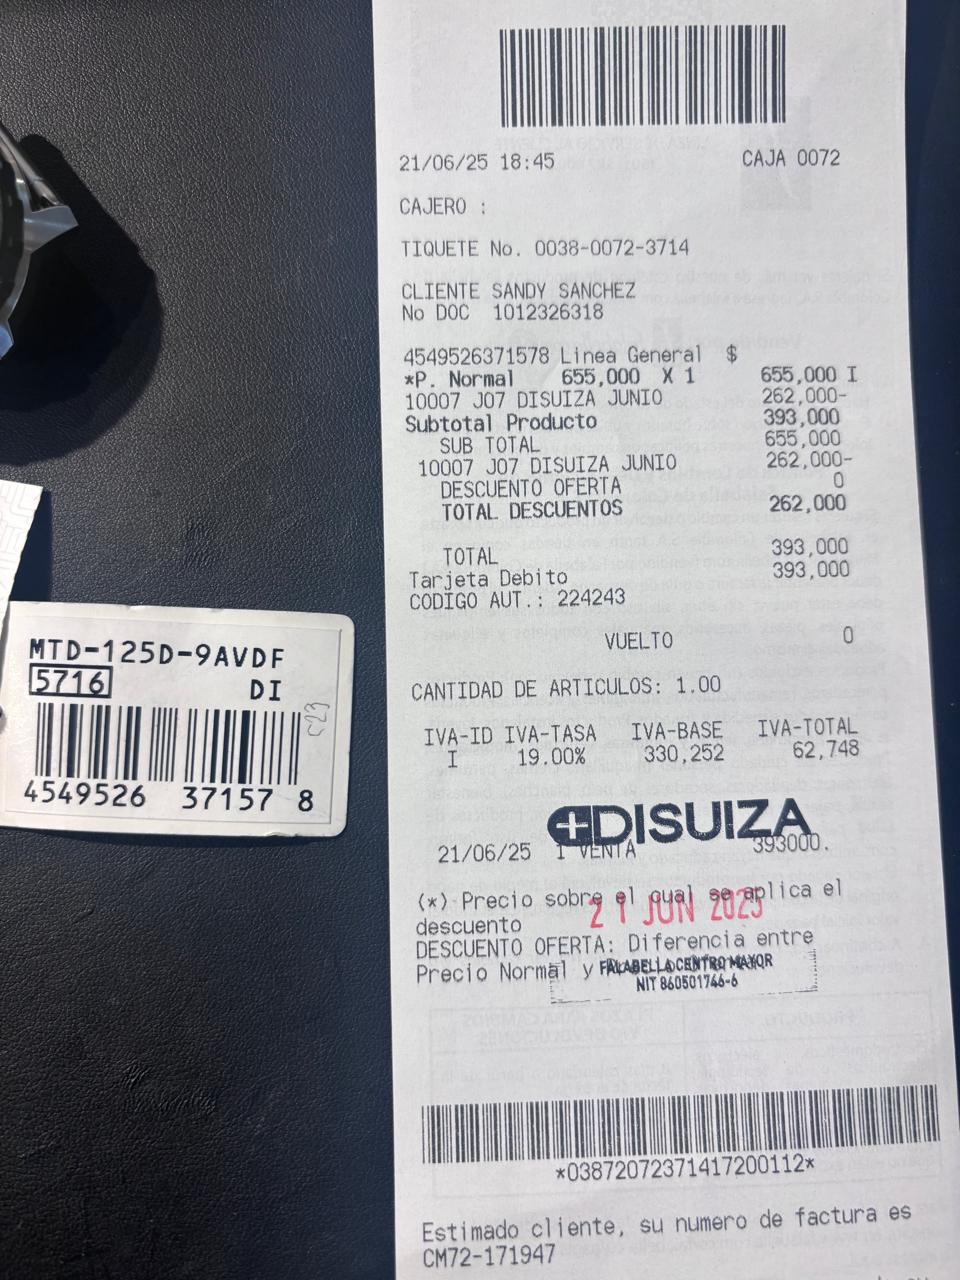 21/06/25 18:45 CAJA 0072
CAJERO :
TIQUETE No. 0038-0072-3714
CLIENTE SANDY SANCHEZ
No DOC 1012326318
4549526371578 Linea General $
*P. Normal 655,000 X 1 655,000 I
10007 J07 DISUIZA JUNIO 262,000-
Subtotal Producto 393,000
SUB TOTAL 655,000
10007 J07 DISUIZA JUNIO 262,000-
DESCUENTO OFERTA 0
TOTAL DESCUENTOS 262,000
TOTAL 393,000
Tarjeta Debito 393,000
CODIGO AUT.: 224243
VUELTO 0
CANTIDAD DE ARTICULOS: 1.00
IVA-ID IVA-TASA IVA-BASE IVA-TOTAL
I 19.00% 330,252 62,748
DISUIZA
21/06/25 1 VENTA 393000.
(*) Precio sobre el cual se aplica el
descuento
21 JUN 2025
DESCUENTO OFERTA: Diferencia entre
Precio Normal y
FALABELLA CENTRO MAYOR
NIT 860501746-6
*03872072371417200112*
Estimado cliente, su numero de factura es
CM72-171947
MTD-125D-9AVDF
5716 DI
4549526 37157 8